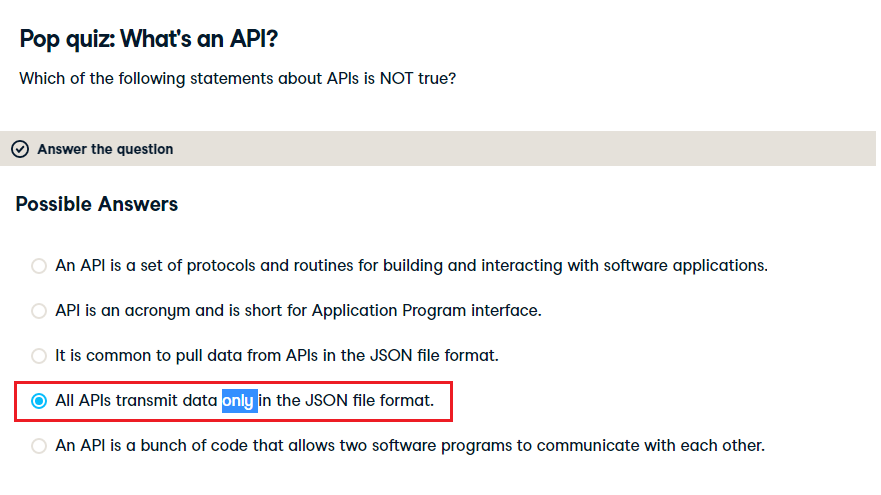 Pop quiz: What's an API?
Which of the following statements about APIs is NOT true?
Answer the question
Possible Answers
An API is a set of protocols and routines for building and interacting with software applications.
API is an acronym and is short for Application Program interface.
It is common to pull data from APIs in the JSON file format.
All APIs transmit data only in the JSON file format.
An API is a bunch of code that allows two software programs to communicate with each other.